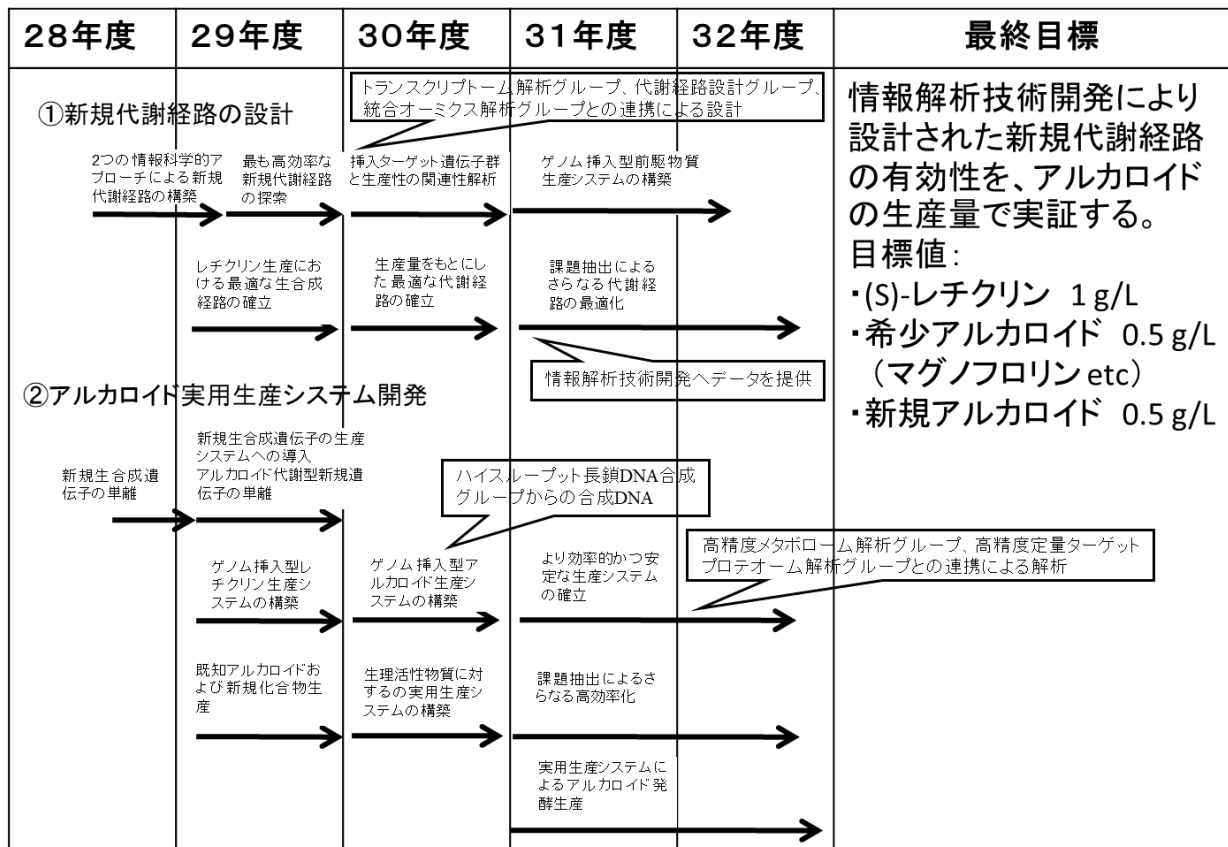 28年度
29年度
30年度
31年度
32年度
最終目標
トランスクリプトーム解析グループ、代謝経路設計グループ、
統合オーミクス解析グループとの連携による設計
①新規代謝経路の設計
2つの情報科学的ア
プローチによる新規
代謝経路の構築
最も高効率な
新規代謝経路
の探索
挿入ターゲット遺伝子群
と生産性の関連性解析
ゲノム挿入型前駆物質
生産システムの構築
レチクリン生産にお
ける最適な生合成
経路の確立
生産量をもとにし
た最適な代謝経
路の確立
課題抽出による
さらなる代謝経
路の最適化
情報解析技術開発へデータを提供
②アルカロイド実用生産システム開発
新規生合成遺
伝子の単離
新規生合成遺伝子の生産
システムへの導入
アルカロイド代謝型新規遺
伝子の単離
ハイスループット長鎖DNA合成
グループからの合成DNA
高精度メタボローム解析グループ、高精度定量ターゲット
プロテオーム解析グループとの連携による解析
ゲノム挿入型レ
チクリン生産シ
ステムの構築
ゲノム挿入型ア
ルカロイド生産シ
ステムの構築
より効率的かつ安
定な生産システム
の確立
既知アルカロイドお
よび新規化合物生
産
生理活性物質に対
するの実用生産シ
ステムの構築
課題抽出によるさ
らなる高効率化
実用生産システムに
よるアルカロイド発
酵生産
情報解析技術開発により
設計された新規代謝経路
の有効性を、アルカロイド
の生産量で実証する。
目標値：
・(S)-レチクリン 1 g/L
・希少アルカロイド 0.5 g/L
（マグノフロリン etc）
・新規アルカロイド 0.5 g/L